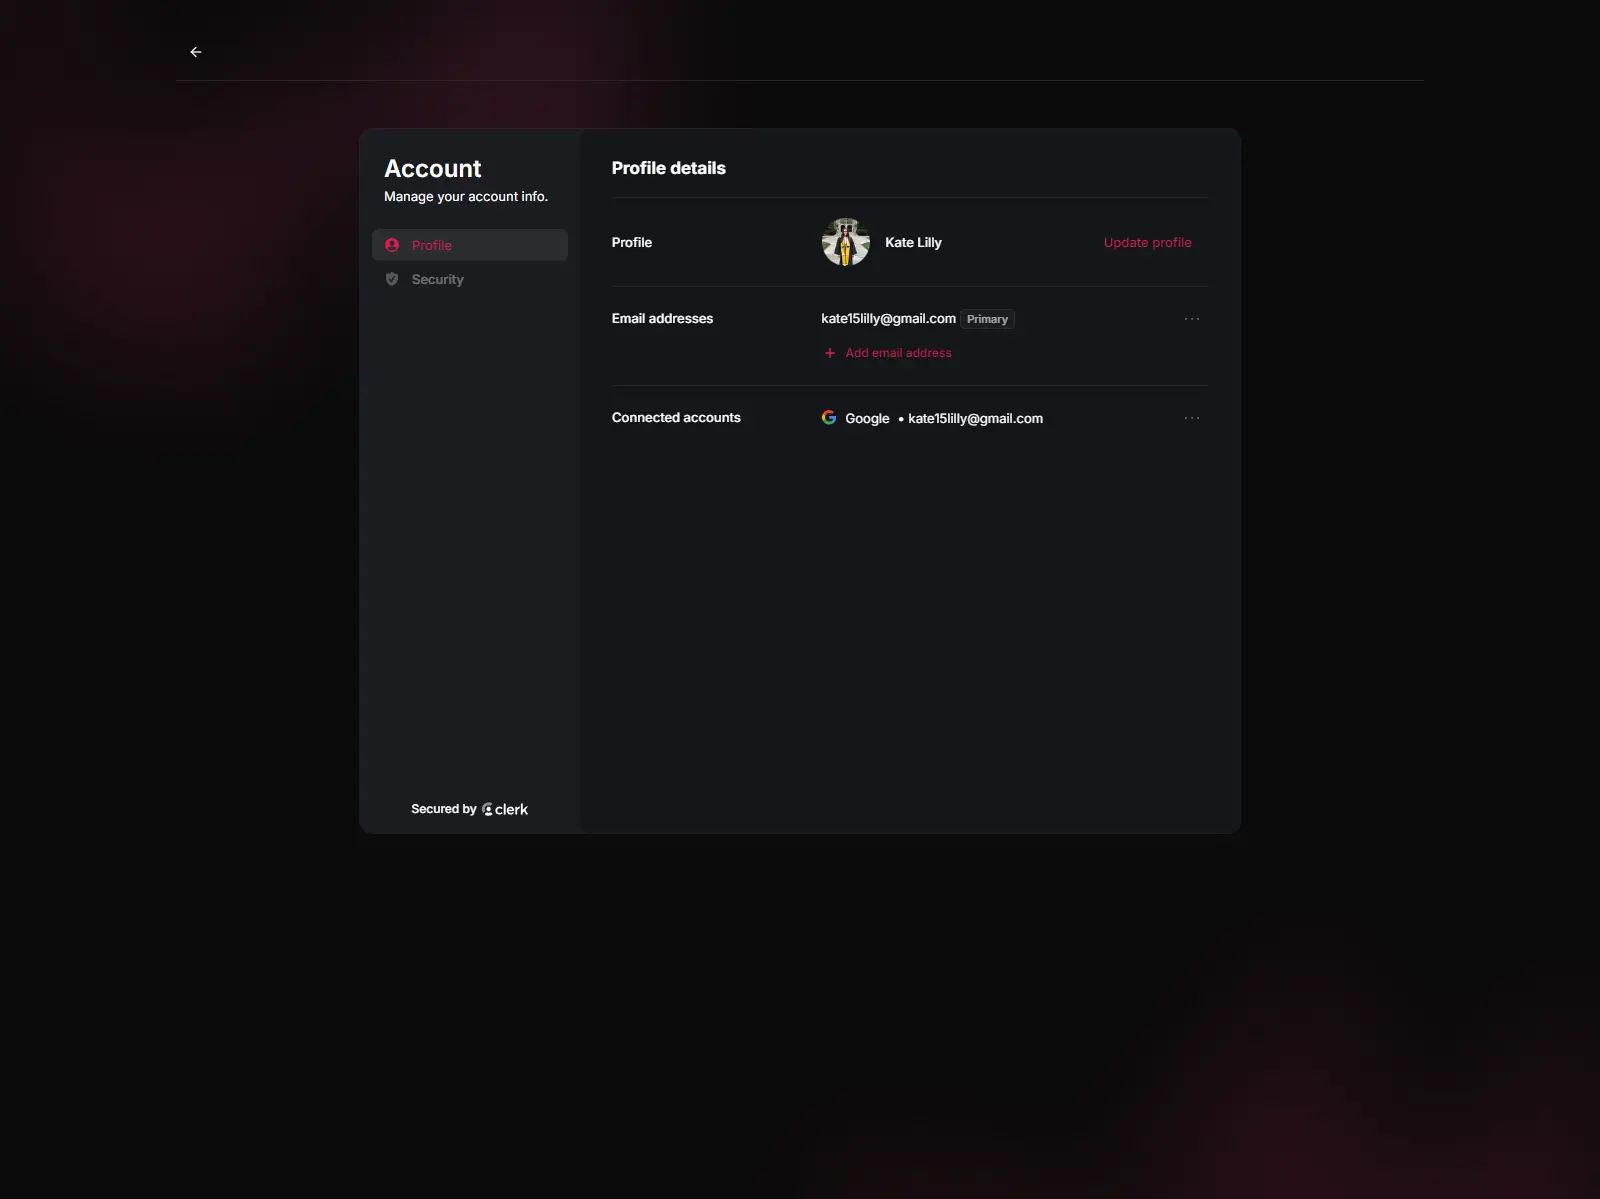 Account
Manage your account info.
Profile
Security
Secured by clerk
Profile details
Profile
Kate Lilly
Update profile
Email addresses
kate15lilly@gmail.com Primary
+ Add email address
Connected accounts
Google • kate15lilly@gmail.com